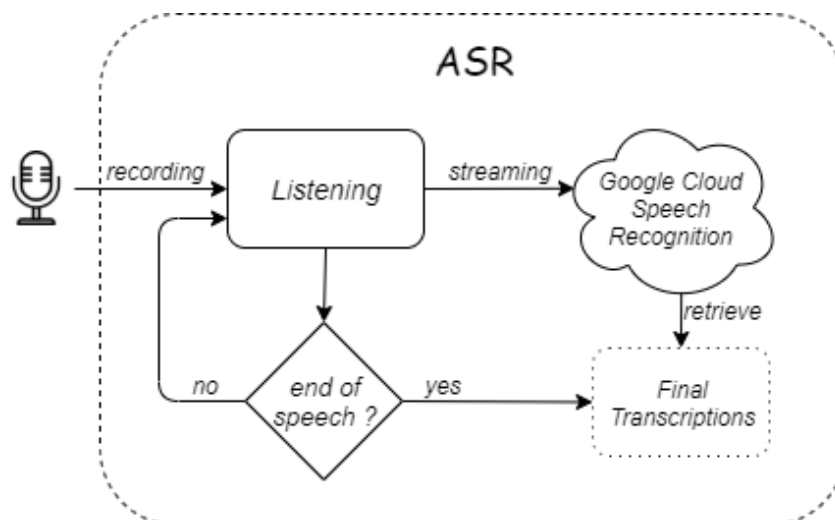 ASR
recording
Listening
streaming
Google Cloud
Speech
Recognition
retrieve
no
end of
speech ?
yes
Final
Transcriptions